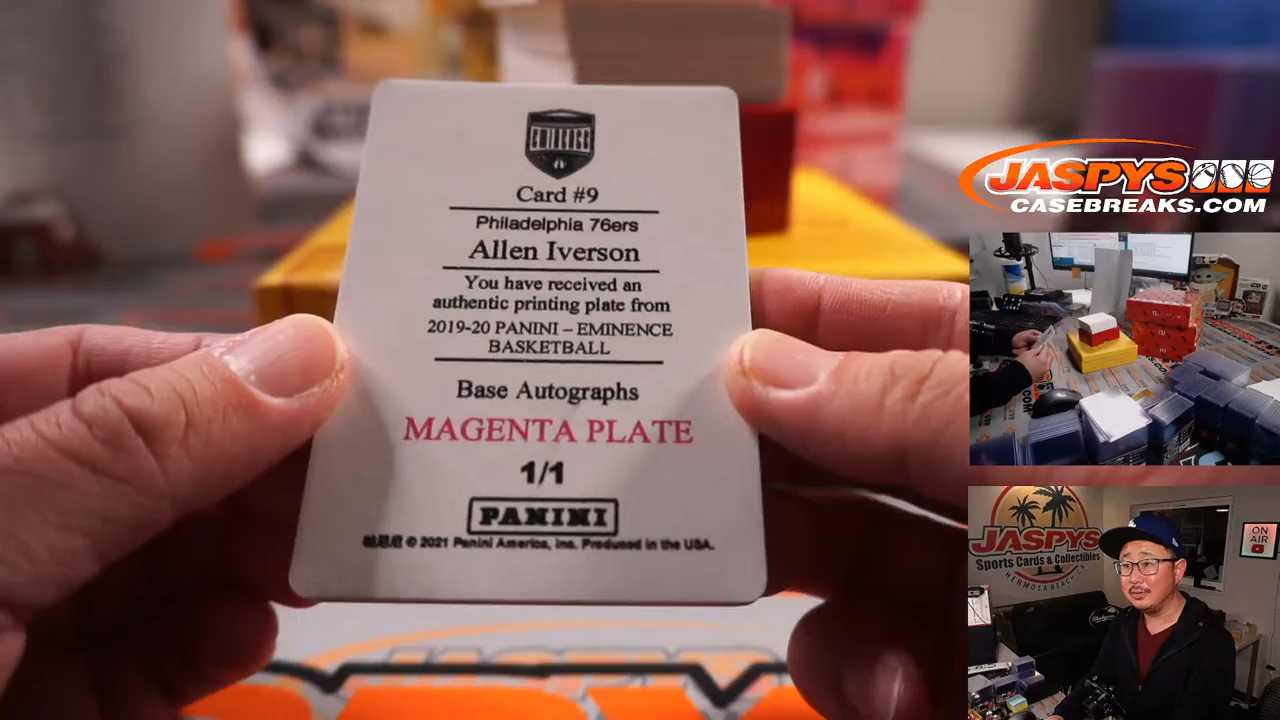 EMINENCE
Card #9
Philadelphia 76ers
Allen Iverson
You have received an
authentic printing plate from
2019-20 PANINI – EMINENCE
BASKETBALL
Base Autographs
MAGENTA PLATE
1/1
PANINI
© 2021 Panini America, Inc. Produced in the USA.
JASPYS
CASEBREAKS.COM
JASPYS
Sports Cards & Collectibles
HERMOSA BEACH, CA
ON
AIR